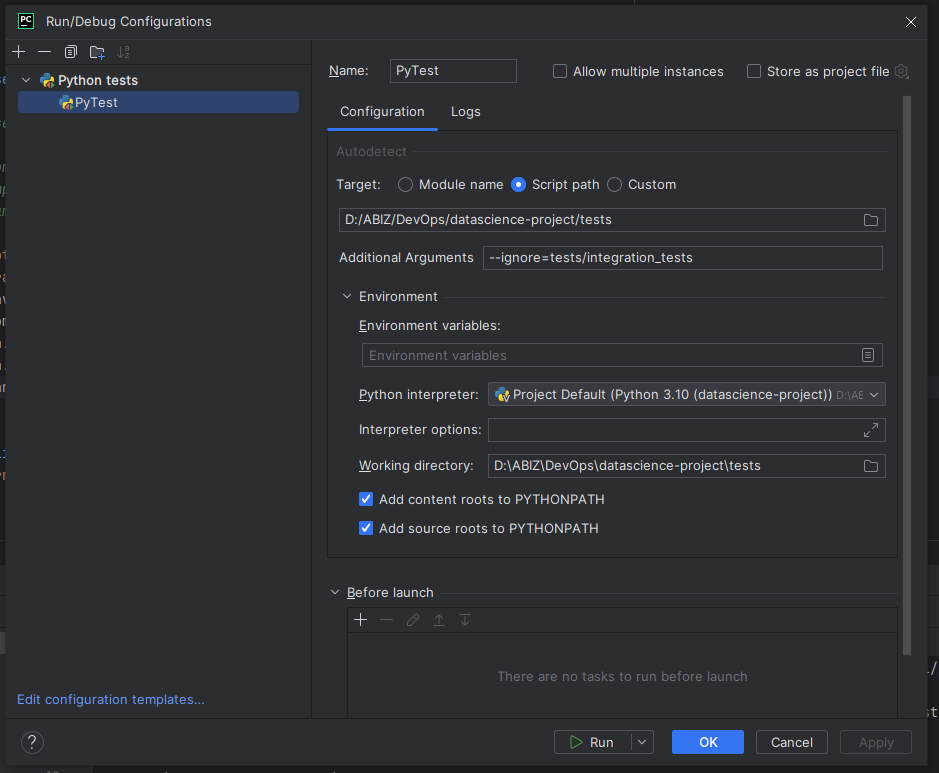 PC Run/Debug Configurations
Python tests
PyTest
Name: PyTest Allow multiple instances Store as project file
Configuration Logs
Autodetect
Target: Module name Script path Custom
D:/ABIZ/DevOps/datascience-project/tests
Additional Arguments --ignore=tests/integration_tests
Environment
Environment variables:
Environment variables
Python interpreter: Project Default (Python 3.10 (datascience-project)) D:\AE
Interpreter options:
Working directory: D:\ABIZ\DevOps\datascience-project\tests
Add content roots to PYTHONPATH
Add source roots to PYTHONPATH
Before launch
There are no tasks to run before launch
Edit configuration templates...
? Run OK Cancel Apply